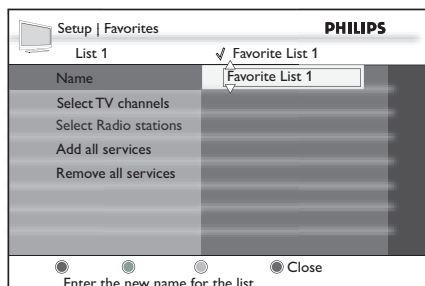 Setup | Favorites PHILIPS
List 1 √ Favorite List 1
Name Favorite List 1
Select TV channels
Select Radio stations
Add all services
Remove all services
Close
Enter the new name for the list